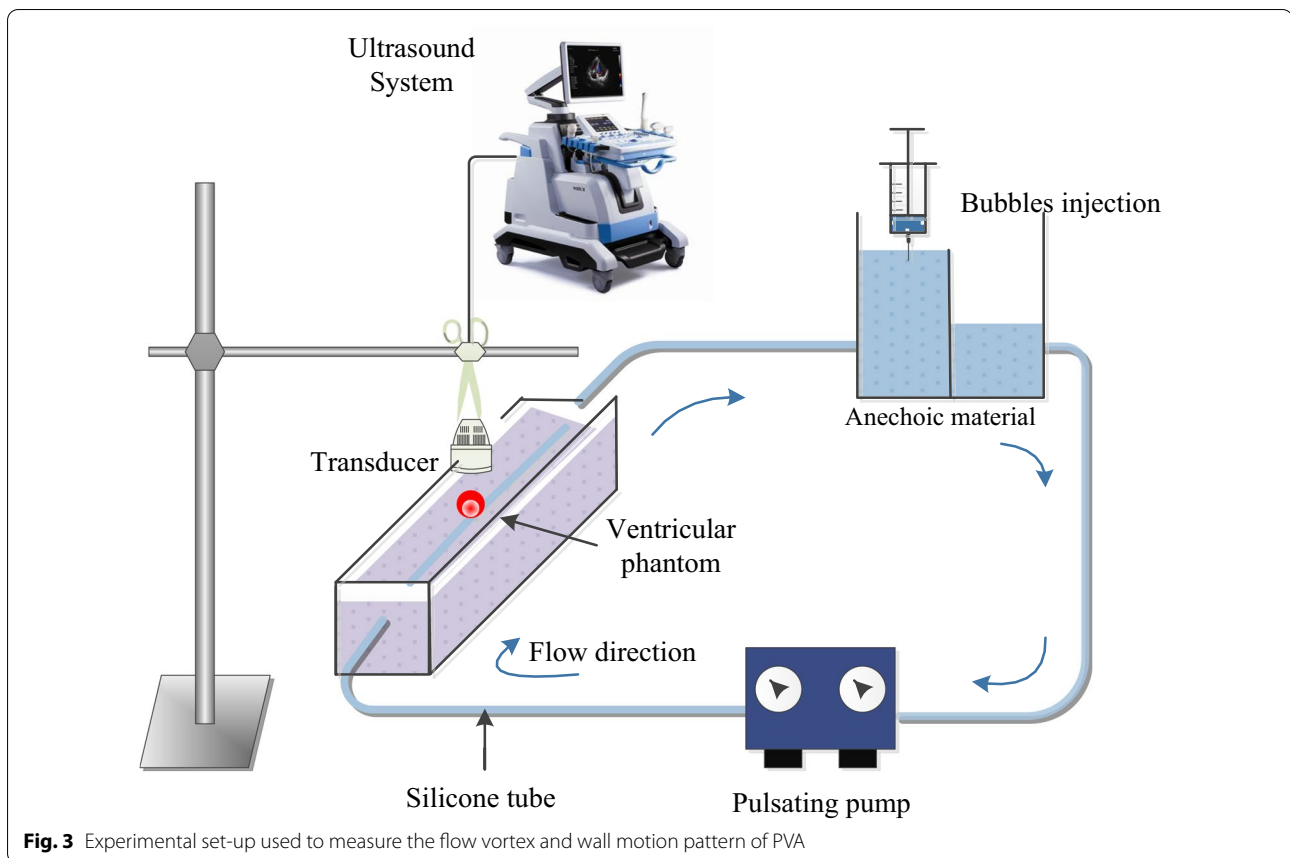 Ultrasound
System
Bubbles injection
Anechoic material
Transducer
Ventricular
phantom
Flow direction
Silicone tube
Pulsating pump
Fig. 3 Experimental set-up used to measure the flow vortex and wall motion pattern of PVA